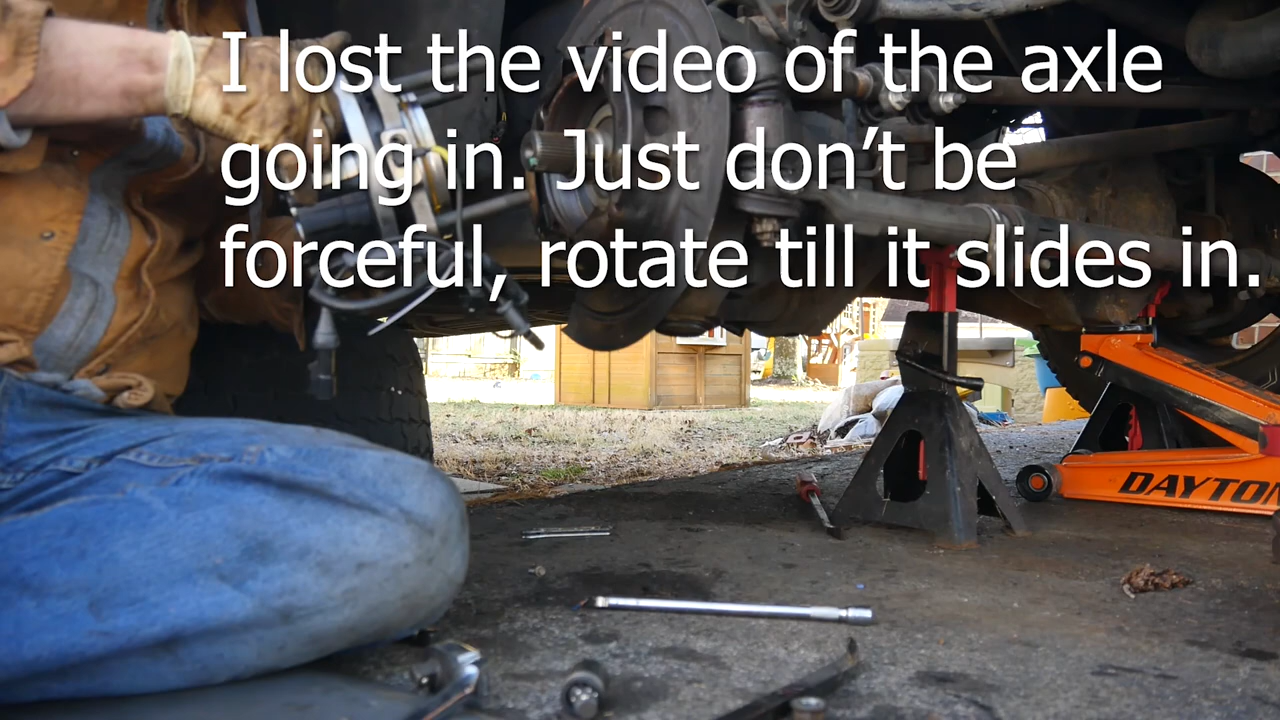 I lost the video of the axle
going in. Just don’t be
forceful, rotate till it slides in.
DAYTON